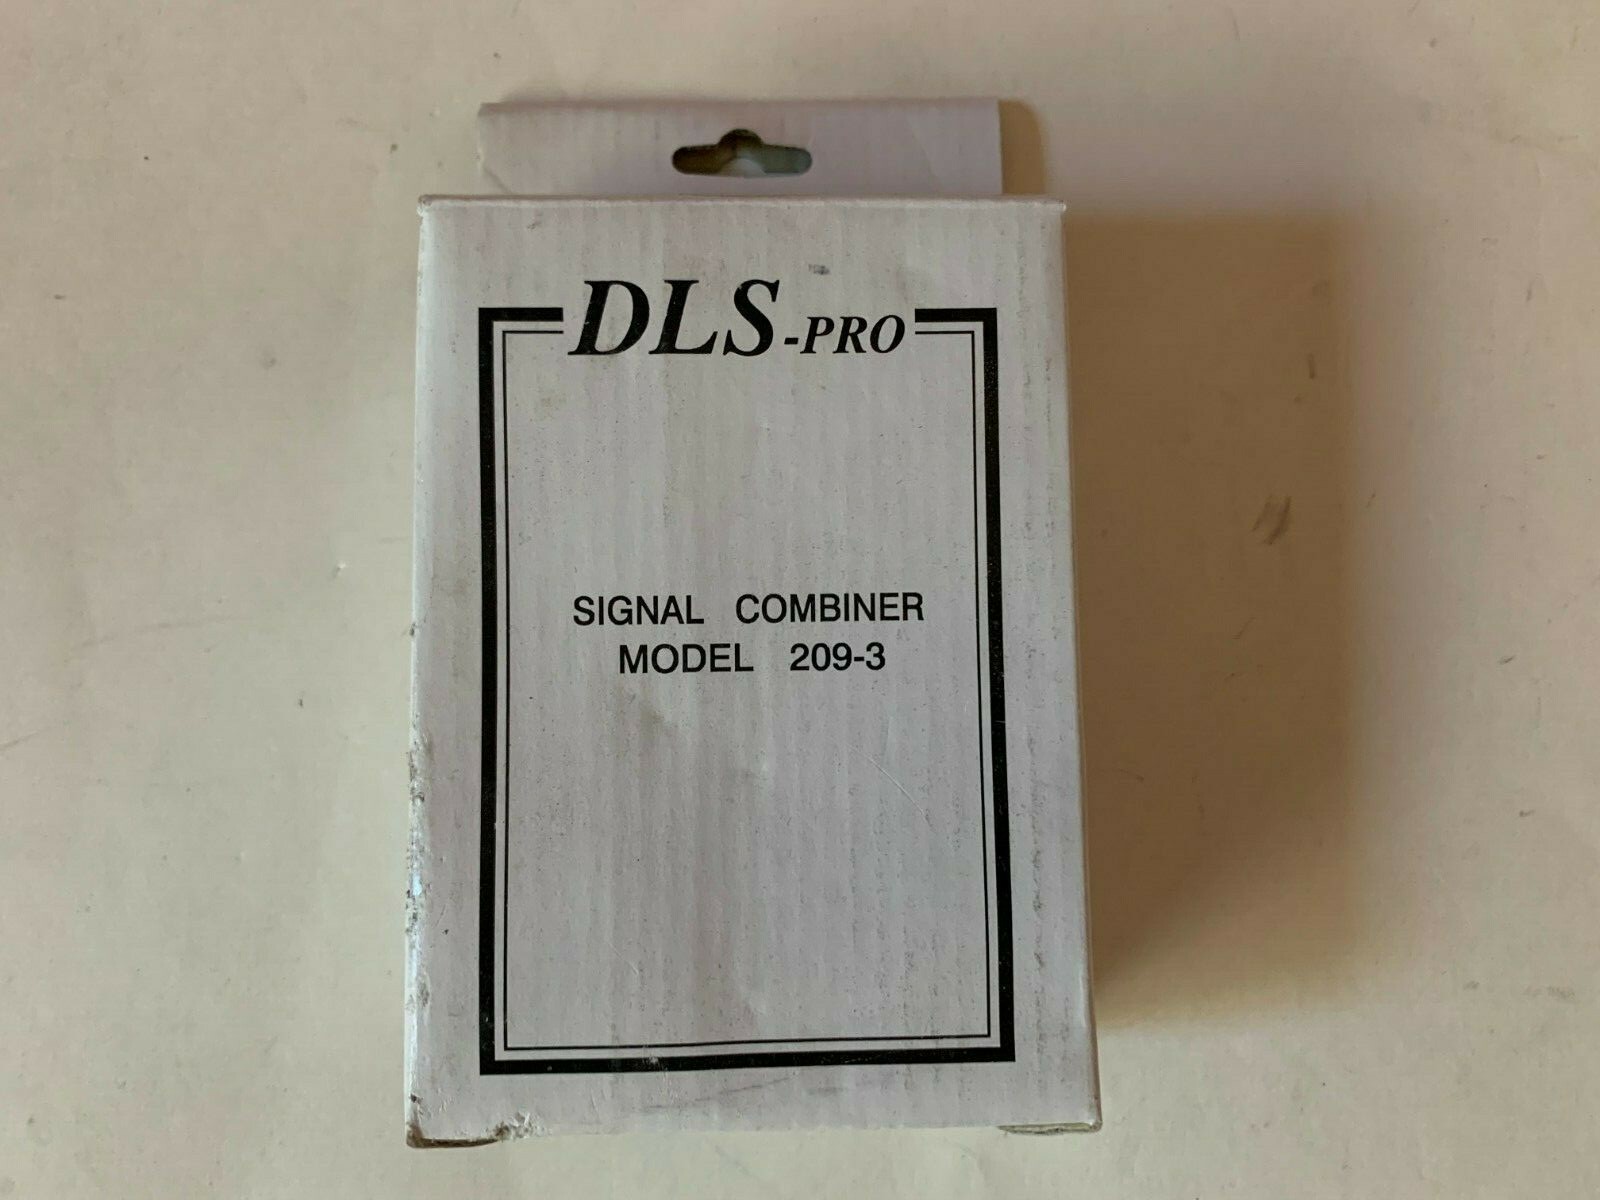 DLS-PRO
SIGNAL COMBINER
MODEL 209-3